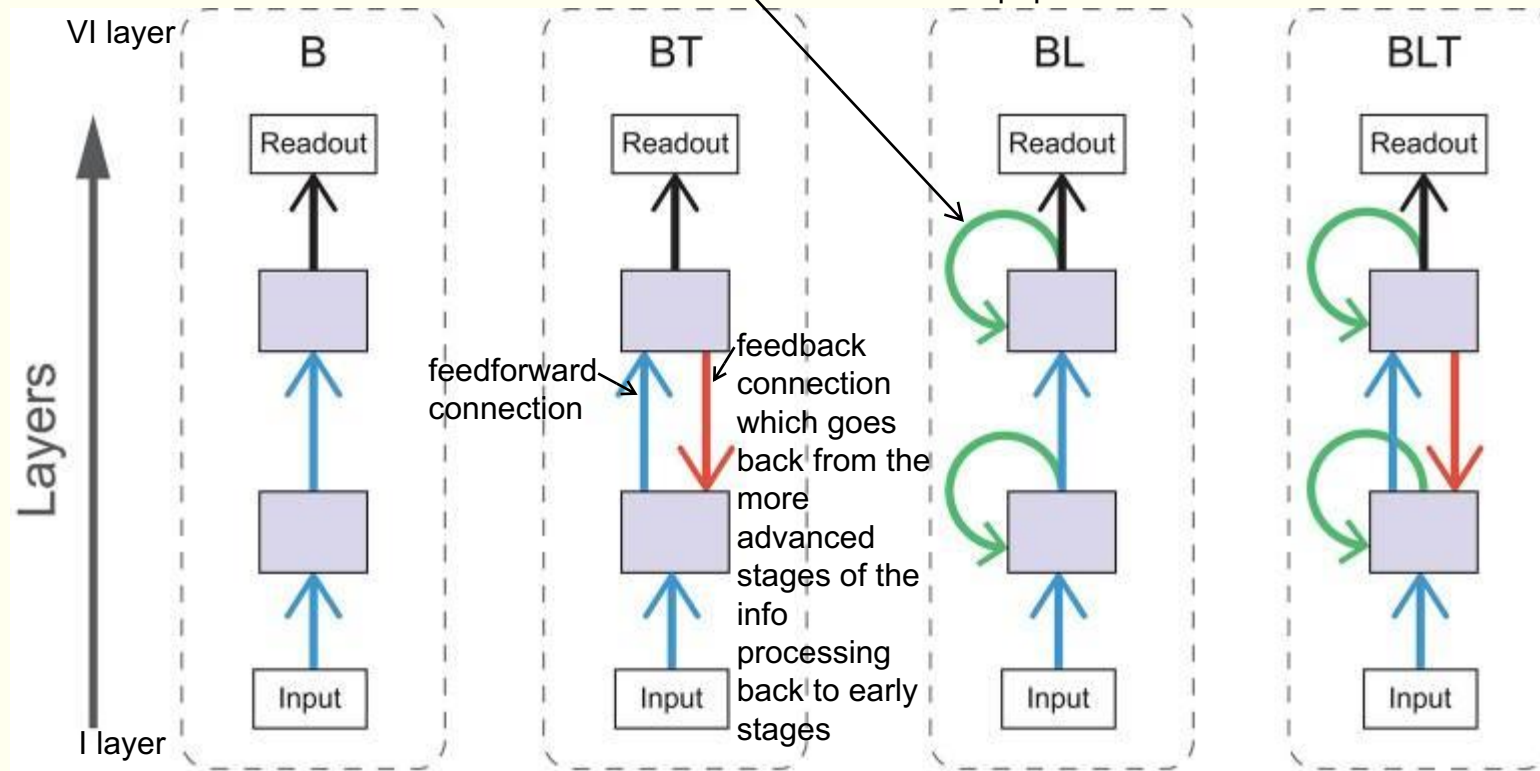 VI layer
B
BT
BL
BLT
Readout
Readout
Readout
Readout
Layers
feedforward
connection
feedback
connection
which goes
back from the
more
advanced
stages of the
info
processing
back to early
stages
Input
Input
Input
Input
I layer